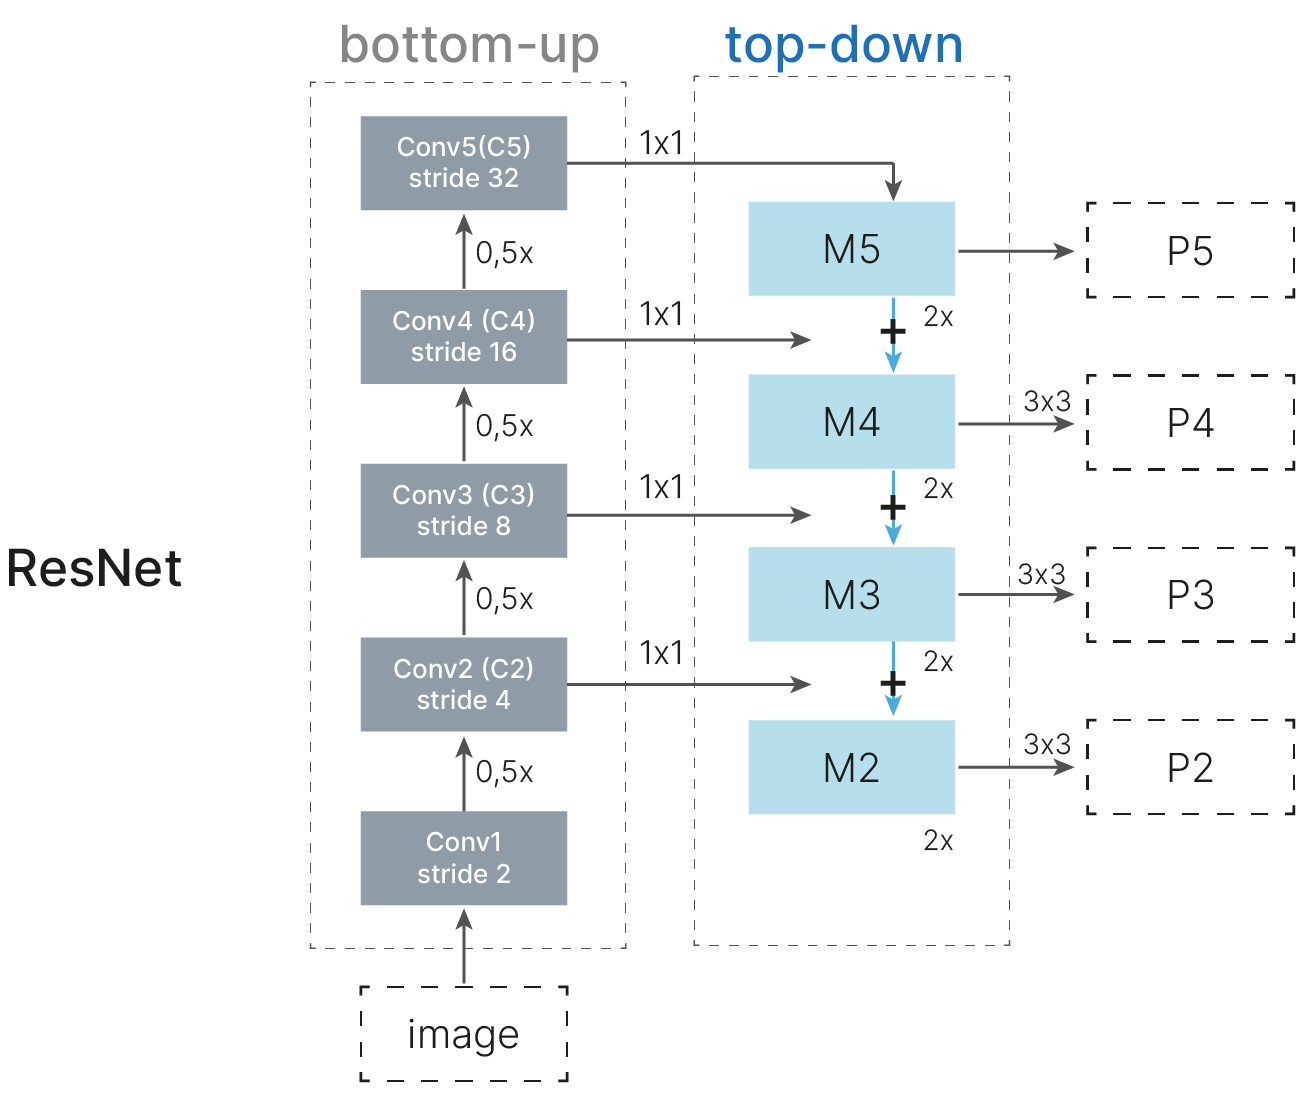 bottom-up
top-down
Conv5(C5)
stride 32
1x1
M5
P5
0,5x
2x
+
Conv4 (C4)
stride 16
1x1
M4
3x3
P4
0,5x
2x
+
Conv3 (C3)
stride 8
1x1
M3
3x3
P3
ResNet
0,5x
2x
+
Conv2 (C2)
stride 4
1x1
M2
3x3
P2
0,5x
2x
Conv1
stride 2
image